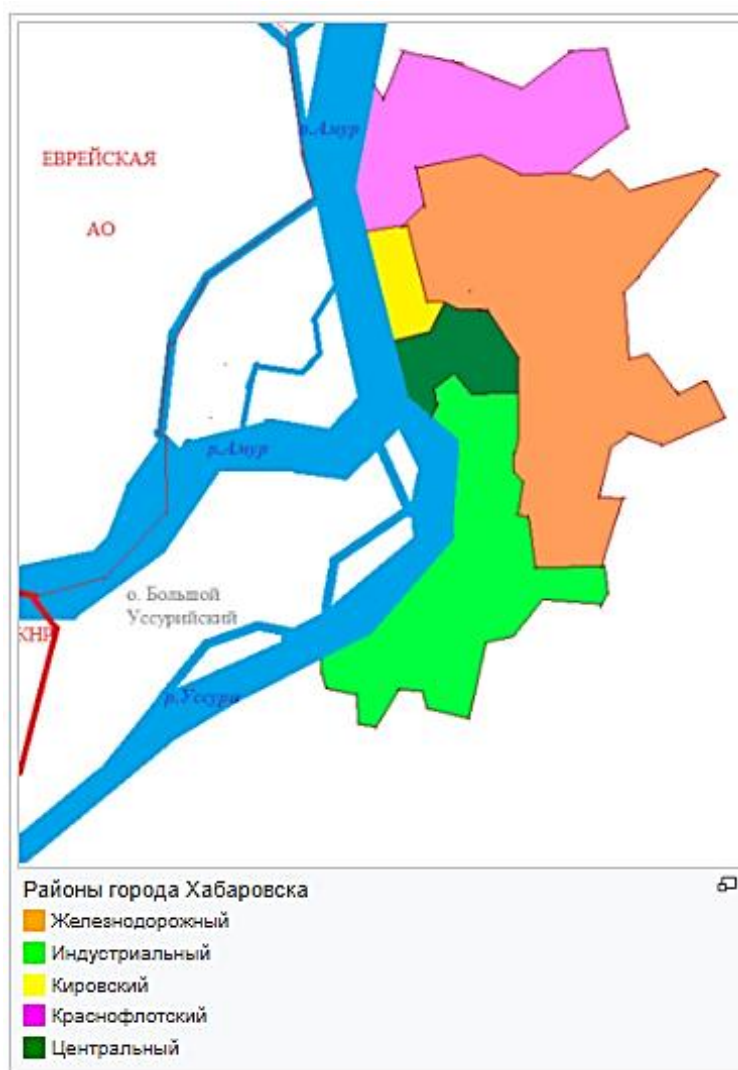 р.Амур
ЕВРЕЙСКАЯ
АО
р.Амур
о. Большой
Уссурийский
КНР
р.Уссури
Районы города Хабаровска
Железнодорожный
Индустриальный
Кировский
Краснофлотский
Центральный